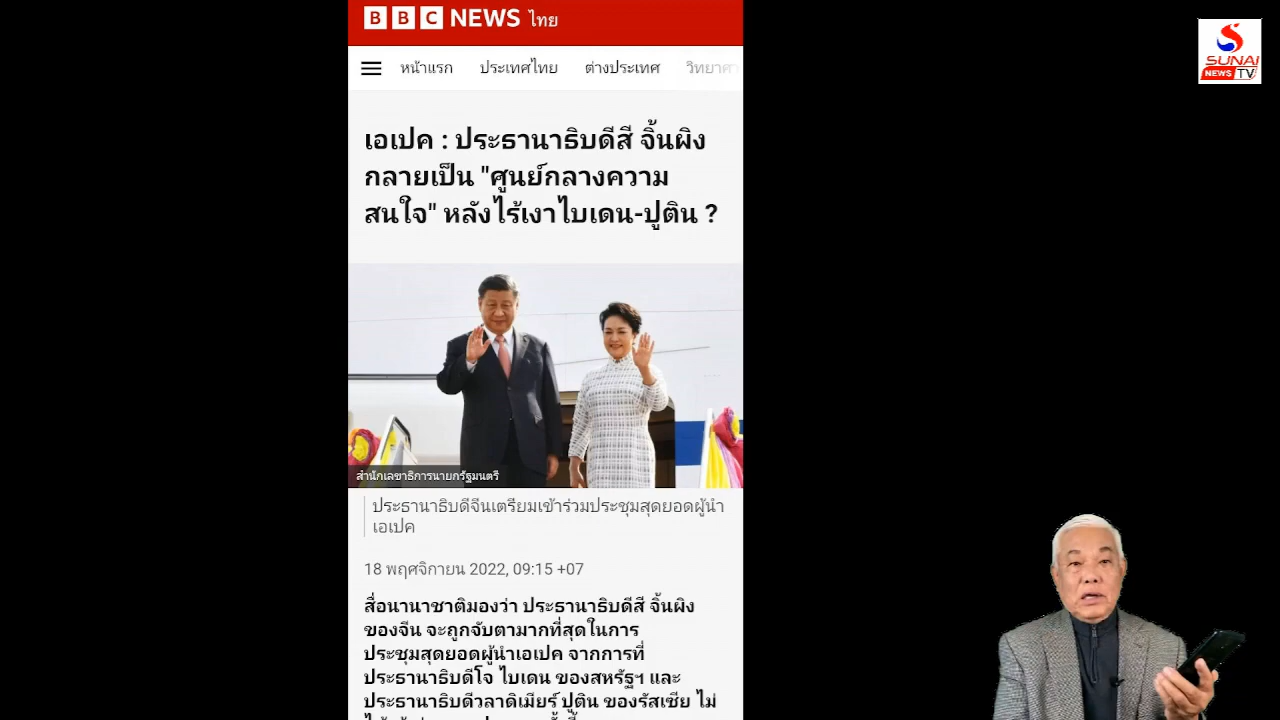 BBC NEWS ไทย
หน้าแรก ประเทศไทย ต่างประเทศ
เอเปค : ประธานาธิบดีสี จิ้นผิง
กลายเป็น "ศูนย์กลางความ
สนใจ" หลังไร้เงาไบเดน-ปูติน ?
สำนักเลขาธิการนายกรัฐมนตรี
ประธานาธิบดีจีนเตรียมเข้าร่วมประชุมสุดยอดผู้นำ
เอเปค
18 พฤศจิกายน 2022, 09:15 +07
สื่อนานาชาติมองว่า ประธานาธิบดีสี จิ้นผิง
ของจีน จะถูกจับตามากที่สุดในการ
ประชุมสุดยอดผู้นำเอเปค จากการที่
ประธานาธิบดีโจ ไบเดน ของสหรัฐฯ และ
ประธานาธิบดีวลาดิเมียร์ ปูติน ของรัสเซีย ไม่
SUNAI
NEWS TV